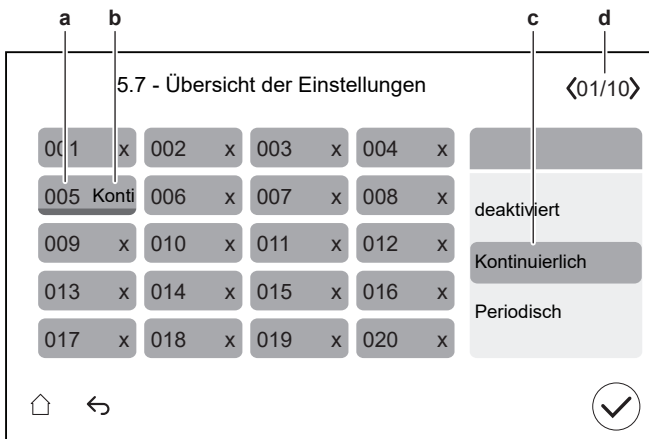 a b c d
5.7 - Übersicht der Einstellungen 01/10
001 x 002 x 003 x 004 x
005 Konti 006 x 007 x 008 x
deaktiviert
009 x 010 x 011 x 012 x
Kontinuierlich
013 x 014 x 015 x 016 x
Periodisch
017 x 018 x 019 x 020 x